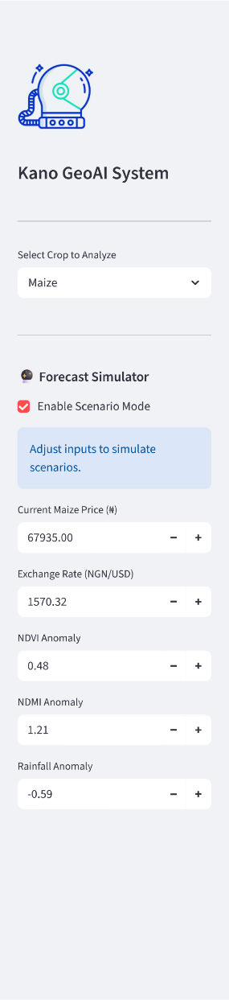 Kano GeoAI System
Select Crop to Analyze
Maize
Forecast Simulator
Enable Scenario Mode
Adjust inputs to simulate
scenarios.
Current Maize Price (₦)
67935.00
Exchange Rate (NGN/USD)
1570.32
NDVI Anomaly
0.48
NDMI Anomaly
1.21
Rainfall Anomaly
-0.59